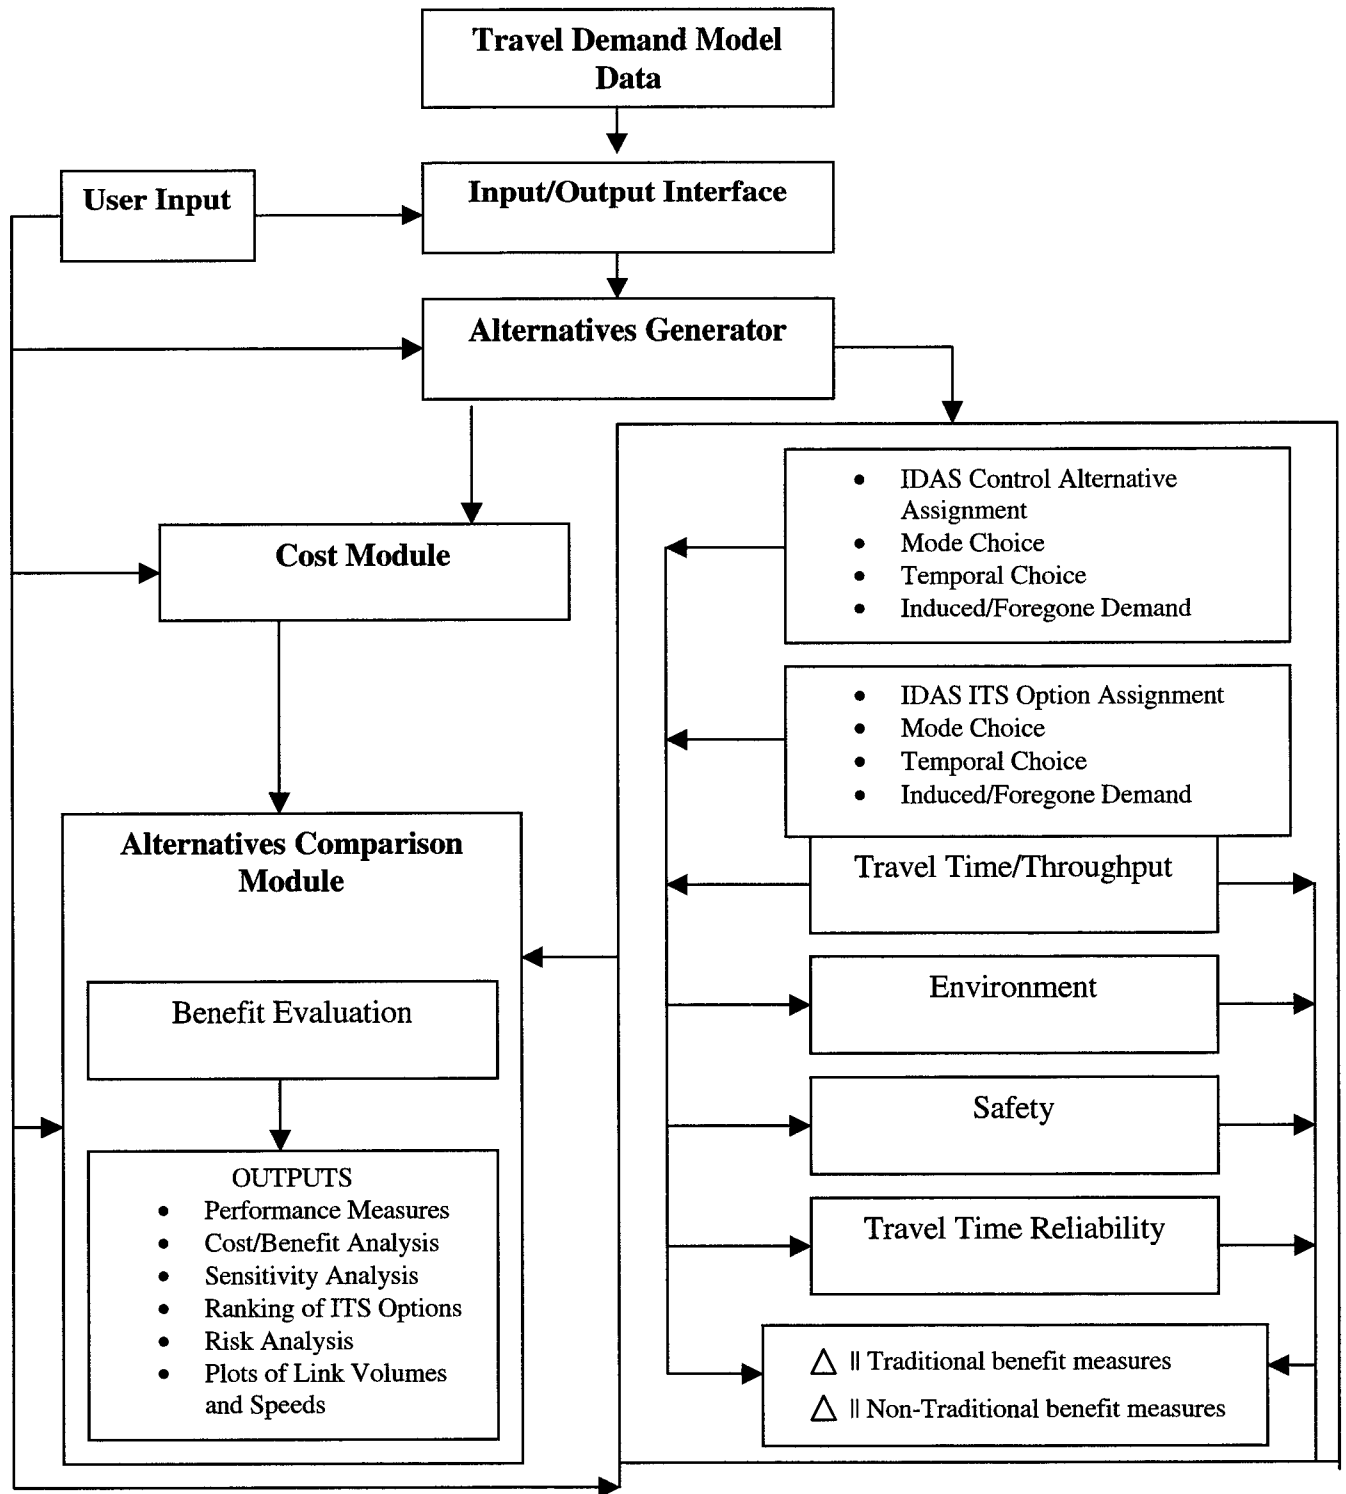 Travel Demand Model
Data
User Input
Input/Output Interface
Alternatives Generator
Cost Module
• IDAS Control Alternative
Assignment
• Mode Choice
• Temporal Choice
• Induced/Foregone Demand
• IDAS ITS Option Assignment
• Mode Choice
• Temporal Choice
• Induced/Foregone Demand
Alternatives Comparison
Module
Benefit Evaluation
OUTPUTS
• Performance Measures
• Cost/Benefit Analysis
• Sensitivity Analysis
• Ranking of ITS Options
• Risk Analysis
• Plots of Link Volumes
and Speeds
Travel Time/Throughput
Environment
Safety
Travel Time Reliability
△ || Traditional benefit measures
△ || Non-Traditional benefit measures